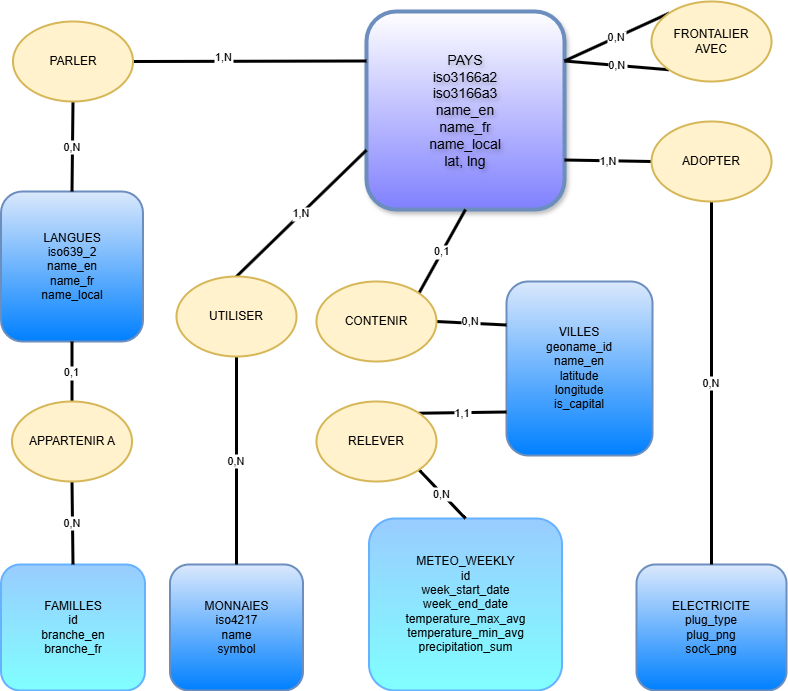 PARLER
1,N
PAYS
iso3166a2
iso3166a3
name_en
name_fr
name_local
lat, lng
0,N
0,N
FRONTALIER
AVEC
1,N
ADOPTER
0,N
LANGUES
iso639_2
name_en
name_fr
name_local
1,N
UTILISER
0,1
CONTENIR
0,N
VILLES
geoname_id
name_en
latitude
longitude
is_capital
0,1
APPARTENIR A
0,N
RELEVER
1,1
0,N
0,N
0,N
FAMILLES
id
branche_en
branche_fr
MONNAIES
iso4217
name
symbol
METEO_WEEKLY
id
week_start_date
week_end_date
temperature_max_avg
temperature_min_avg
precipitation_sum
ELECTRICITE
plug_type
plug_png
sock_png